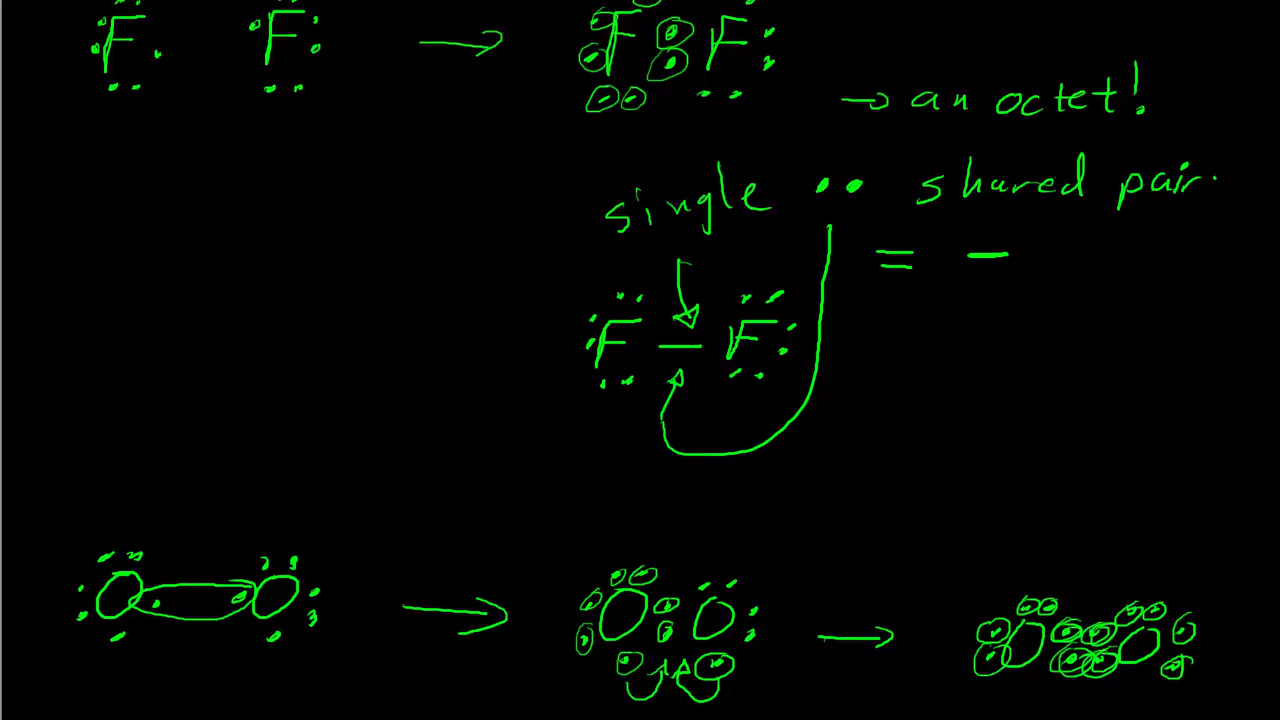 F F → F F
→ an octet!
single •• shared pair.
= —
F — F
O O → O O → O O